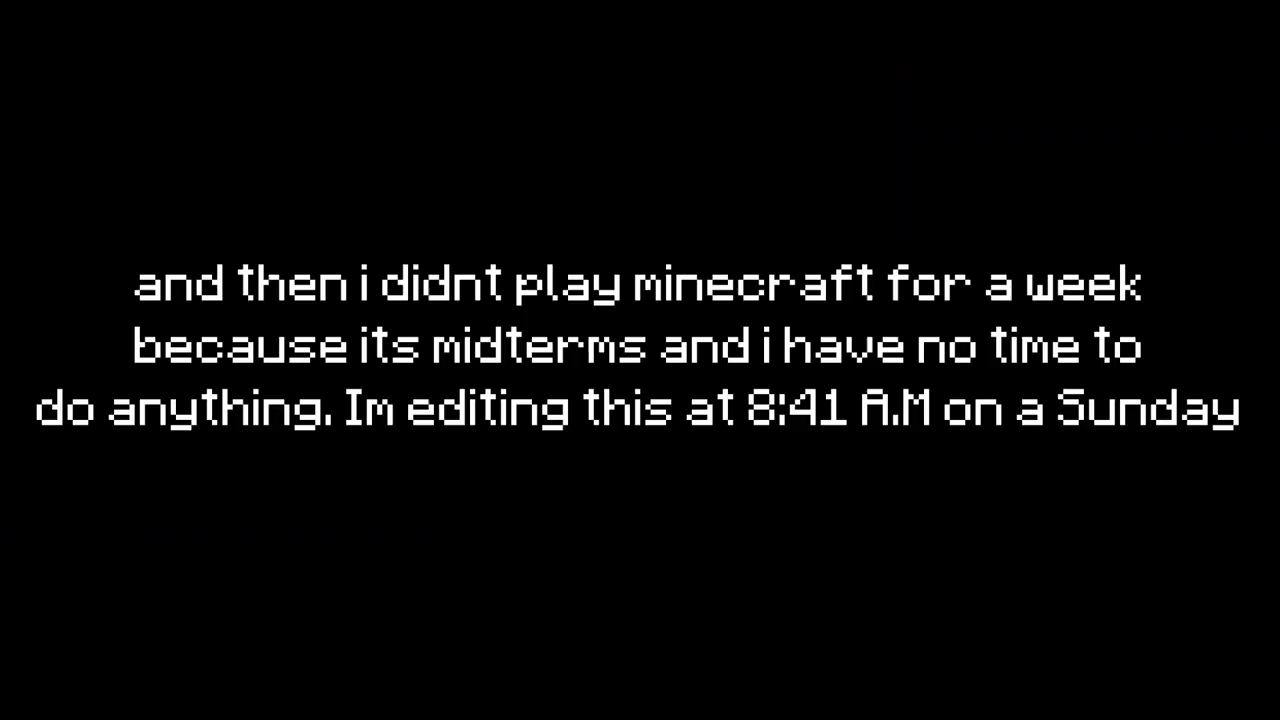 and then i didnt play minecraft for a week
because its midterms and i have no time to
do anything. Im editing this at 8:41 A.M on a Sunday